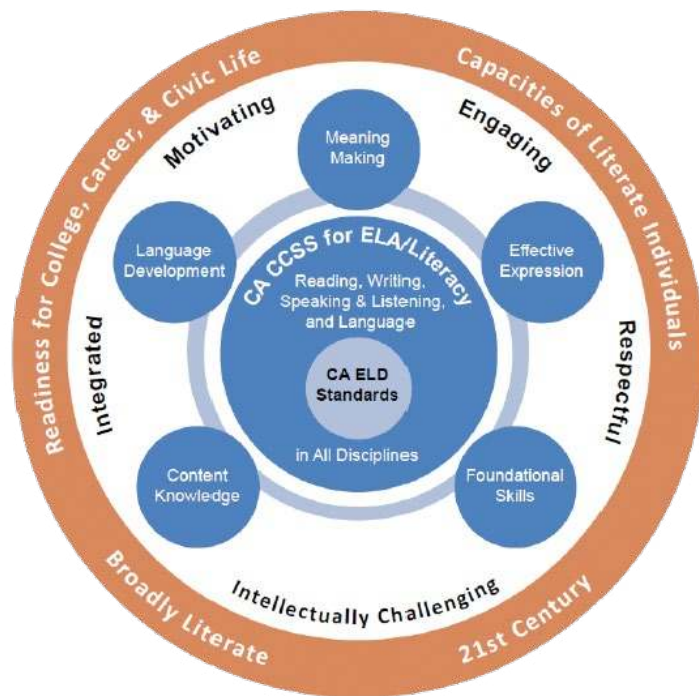 Readiness for College, Career, & Civic Life
Capacities of Literate Individuals
Motivating
Engaging
Meaning
Making
Language
Development
Effective
Expression
CA CCSS for ELA/Literacy
Reading, Writing,
Speaking & Listening,
and Language
CA ELD
Standards
in All Disciplines
Integrated
Respectful
Content
Knowledge
Foundational
Skills
Intellectually Challenging
Broadly Literate
21st Century